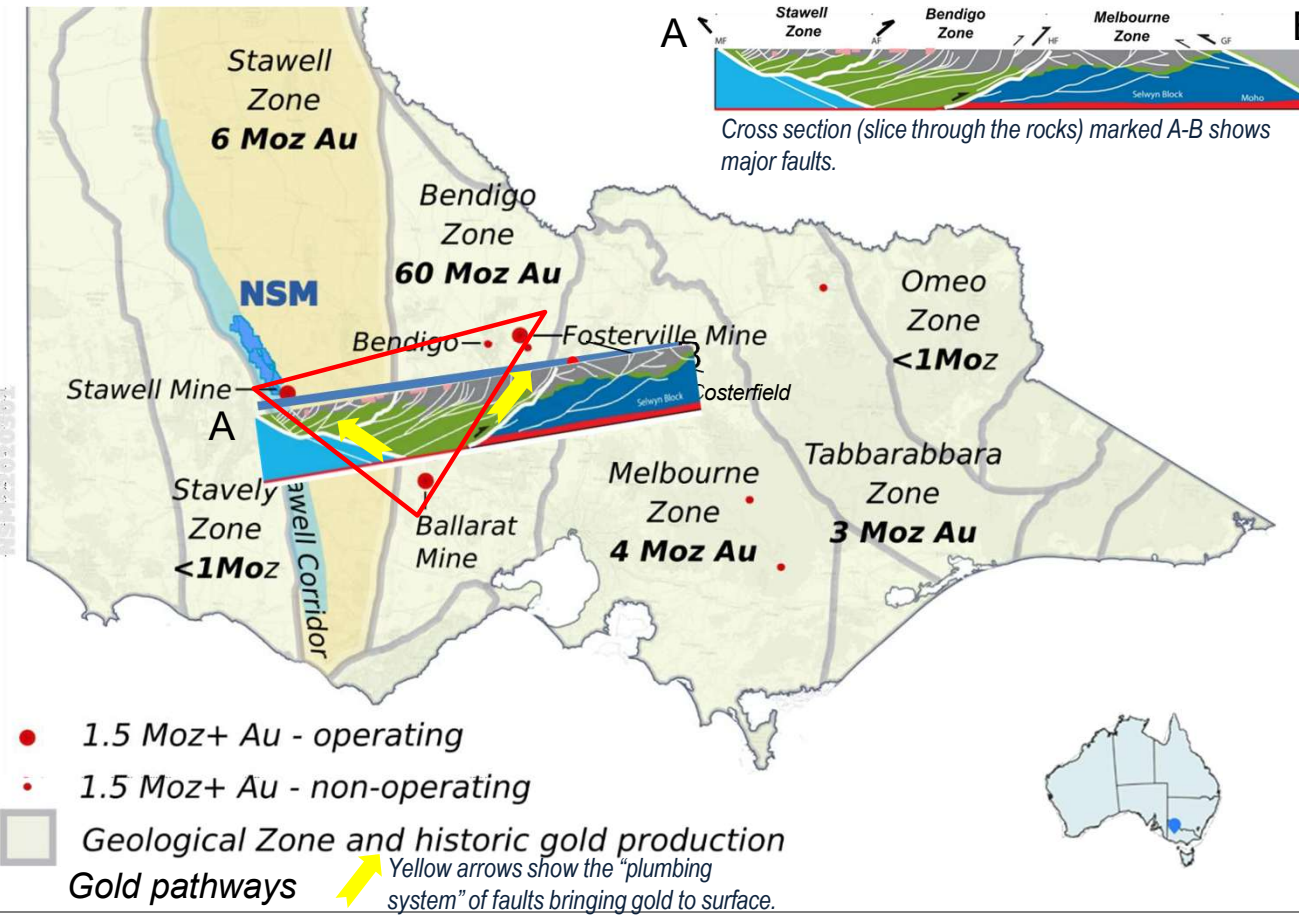 A
Stawell
Zone
Bendigo
Zone
Melbourne
Zone
MF
AF
HF
GF
Selwyn Block
Moho
Cross section (slice through the rocks) marked A-B shows
major faults.
Stawell
Zone
6 Moz Au
Bendigo
Zone
60 Moz Au
NSM
Omeo
Zone
<1Moz
Bendigo
Fosterville Mine
Stawell Mine
Costerfield
Selwyn Block
A
Stavely
Zone
<1Moz
awell Corridor
Ballarat
Mine
Melbourne
Zone
4 Moz Au
Tabbarabbara
Zone
3 Moz Au
1.5 Moz+ Au - operating
1.5 Moz+ Au - non-operating
Geological Zone and historic gold production
Gold pathways
Yellow arrows show the “plumbing
system” of faults bringing gold to surface.